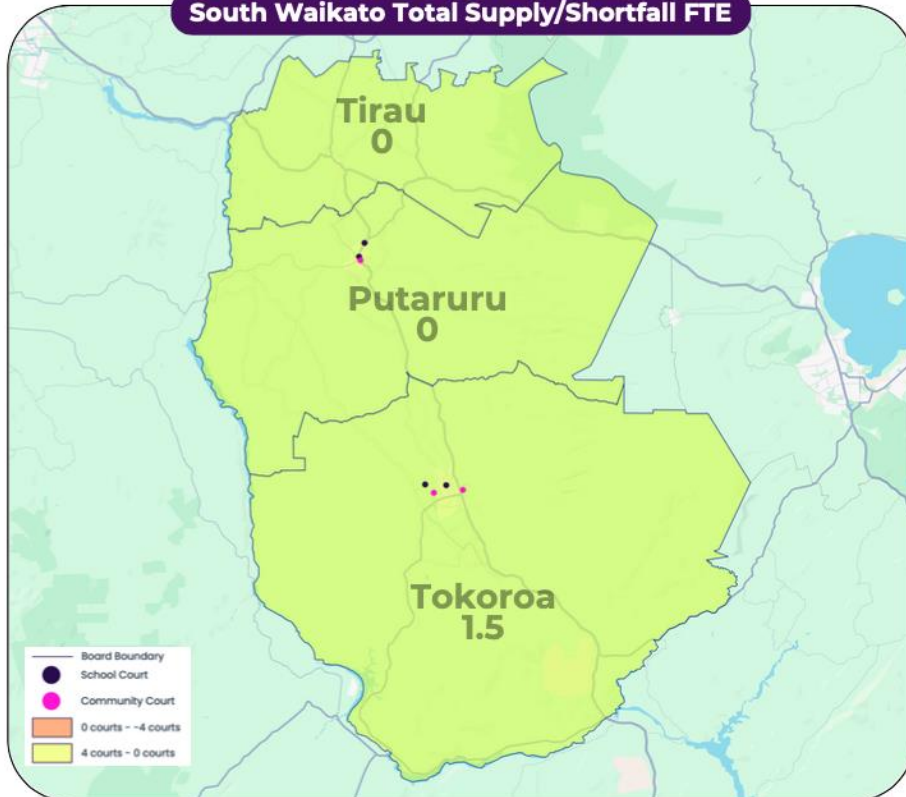 South Waikato Total Supply/Shortfall FTE
Tirau
0
Putaruru
0
Tokoroa
1.5
Board Boundary
School Court
Community Court
0 courts - -4 courts
4 courts - 0 courts